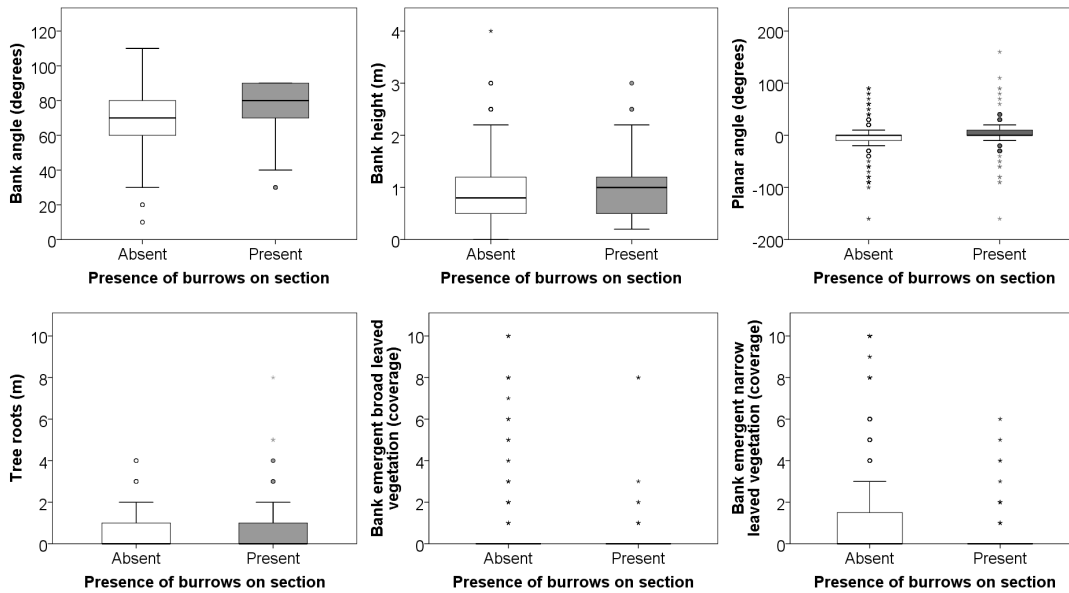 Bank angle (degrees)
120
100
80
60
40
20
0
Absent
Present
Presence of burrows on section
Bank height (m)
4
3
2
1
0
Absent
Present
Presence of burrows on section
Planar angle (degrees)
200
100
0
-100
-200
Absent
Present
Presence of burrows on section
Tree roots (m)
10
8
6
4
2
0
Absent
Present
Presence of burrows on section
Bank emergent broad leaved
vegetation (coverage)
10
8
6
4
2
0
Absent
Present
Presence of burrows on section
Bank emergent narrow
leaved vegetation (coverage)
10
8
6
4
2
0
Absent
Present
Presence of burrows on section